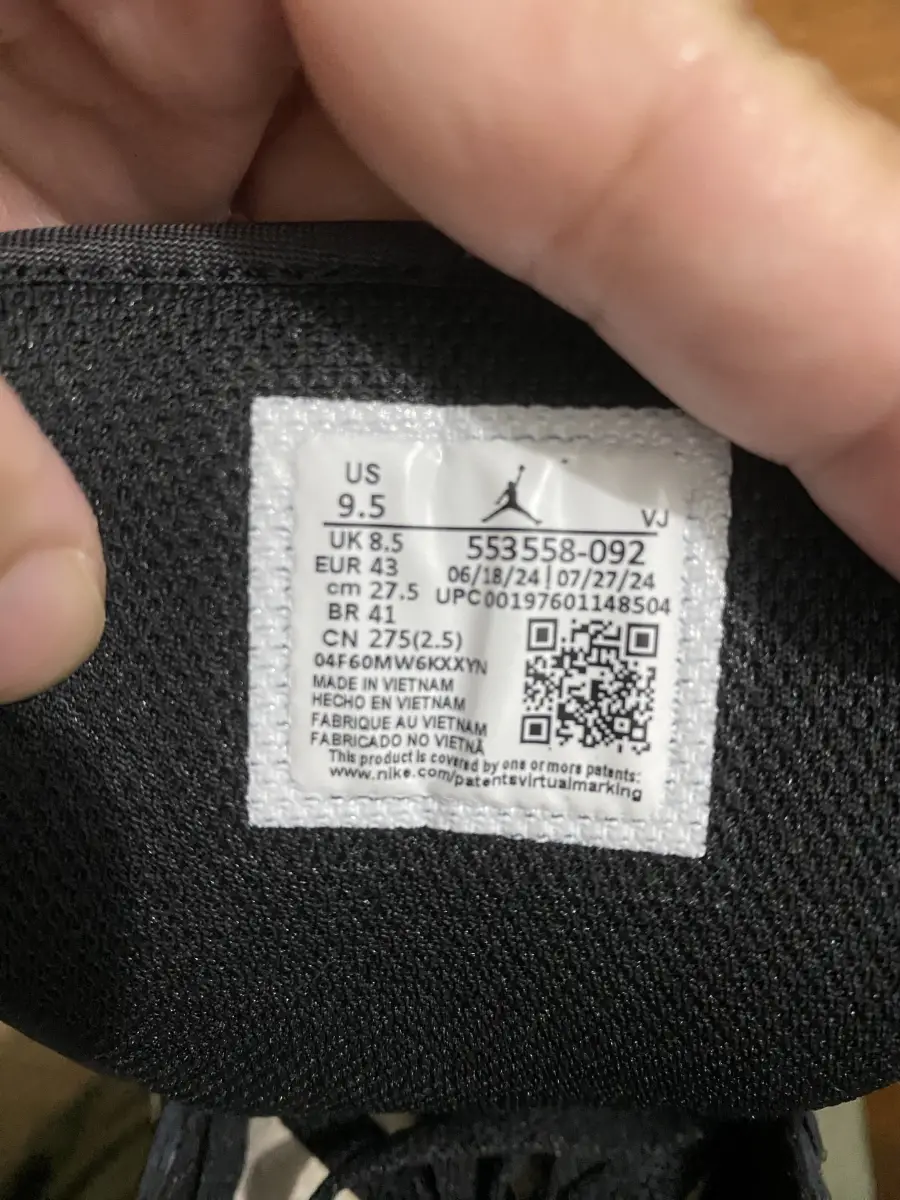 US
9.5
VJ
UK 8.5
553558-092
EUR 43
06/18/24 | 07/27/24
cm 27.5
UPC00197601148504
BR 41
CN 275(2.5)
04F60MW6KXXYN
MADE IN VIETNAM
HECHO EN VIETNAM
FABRIQUE AU VIETNAM
FABRICADO NO VIETNÃ
This product is covered by one or more patents:
www.nike.com/patentsvirtualmarking